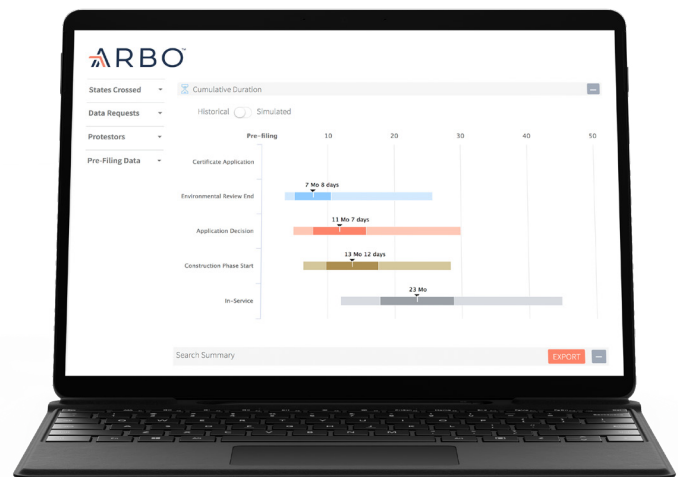 ARBO™
States Crossed
Data Requests
Protestors
Pre-Filing Data
Cumulative Duration
Historical Simulated
Pre-filing 10 20 30 40 50
Certificate Application
7 Mo 8 days
Environmental Review End
11 Mo 7 days
Application Decision
13 Mo 12 days
Construction Phase Start
23 Mo
In-Service
Search Summary
EXPORT